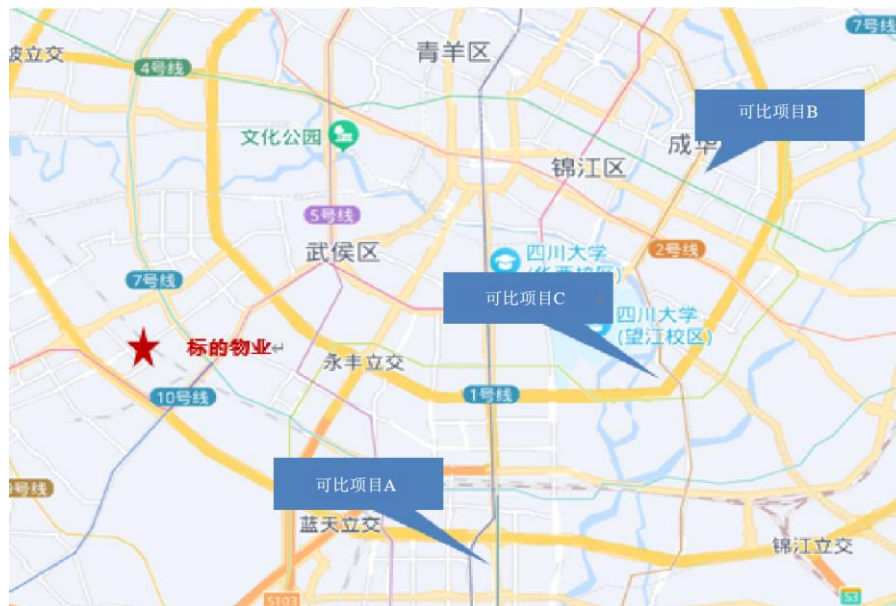 7号线
青羊区
坡立交
4号线
可比项目B
文化公园
成华
锦江区
5号线
武侯区
四川大学
(华西校区)
2号线
7号线
可比项目C
四川大学
(望江校区)
标的物业
永丰立交
10号线
1号线
可比项目A
号线
蓝天立交
锦江立交
S103
S3